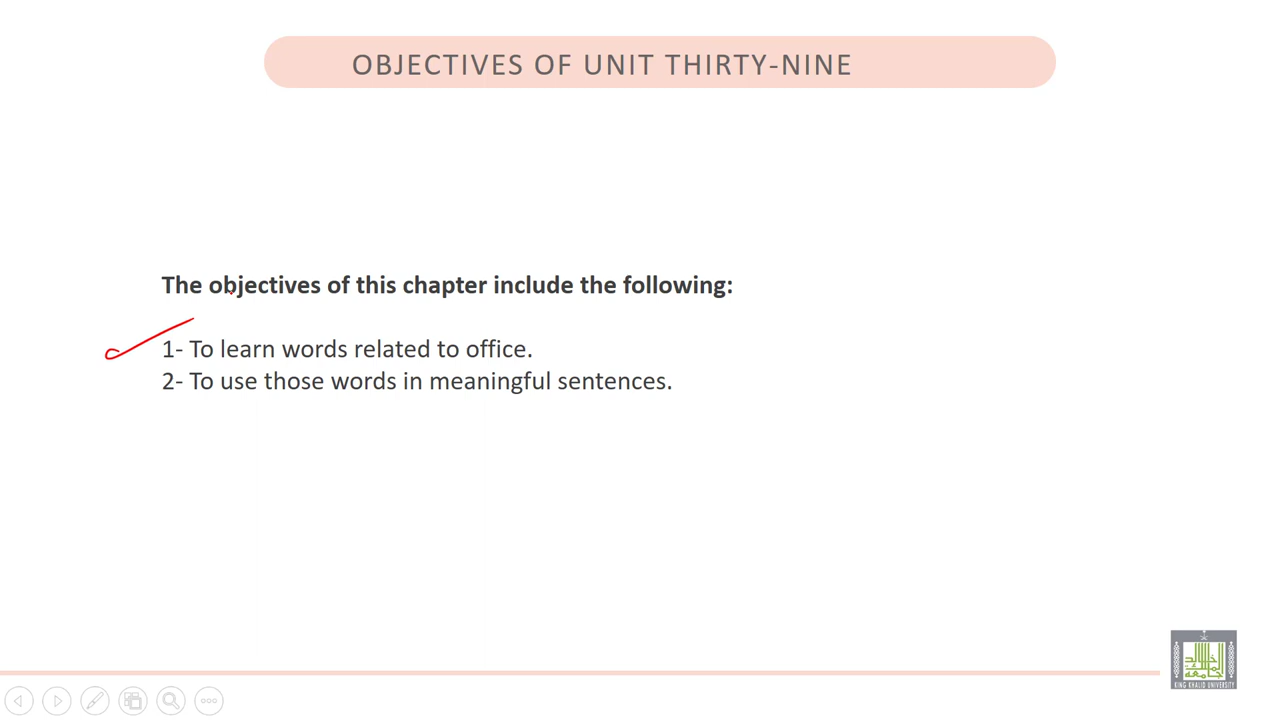 OBJECTIVES OF UNIT THIRTY-NINE
The objectives of this chapter include the following:
1- To learn words related to office.
2- To use those words in meaningful sentences.
KING KHALID UNIVERSITY